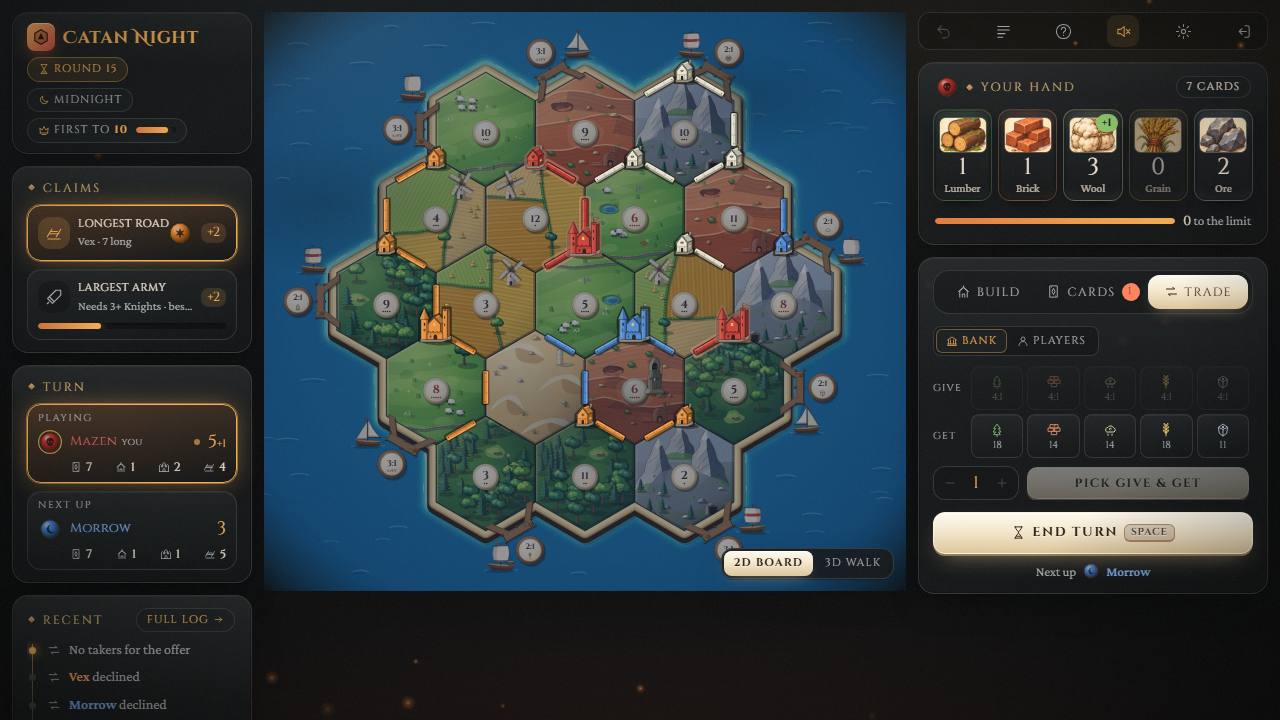 CATAN NIGHT
ROUND 15
MIDNIGHT
FIRST TO 10
CLAIMS
LONGEST ROAD
Vex · 7 long
+2
LARGEST ARMY
Needs 3+ Knights · bes...
+2
TURN
PLAYING
MAZEN YOU
5+1
7 1 2 4
NEXT UP
MORROW
3
7 1 1 5
RECENT
FULL LOG →
No takers for the offer
Vex declined
Morrow declined
3:1
2:1
3:1
10
9
10
4
12
6
11
2:1
2:1
9
3
5
4
8
8
6
5
2:1
3:1
3
11
2
2:1
2D BOARD
3D WALK
YOUR HAND
7 CARDS
+1
1
1
3
0
2
Lumber
Brick
Wool
Grain
Ore
0 to the limit
BUILD
CARDS
1
TRADE
BANK
PLAYERS
GIVE
4:1
4:1
4:1
4:1
4:1
GET
18
14
14
18
11
− 1 +
PICK GIVE & GET
END TURN
SPACE
Next up Morrow